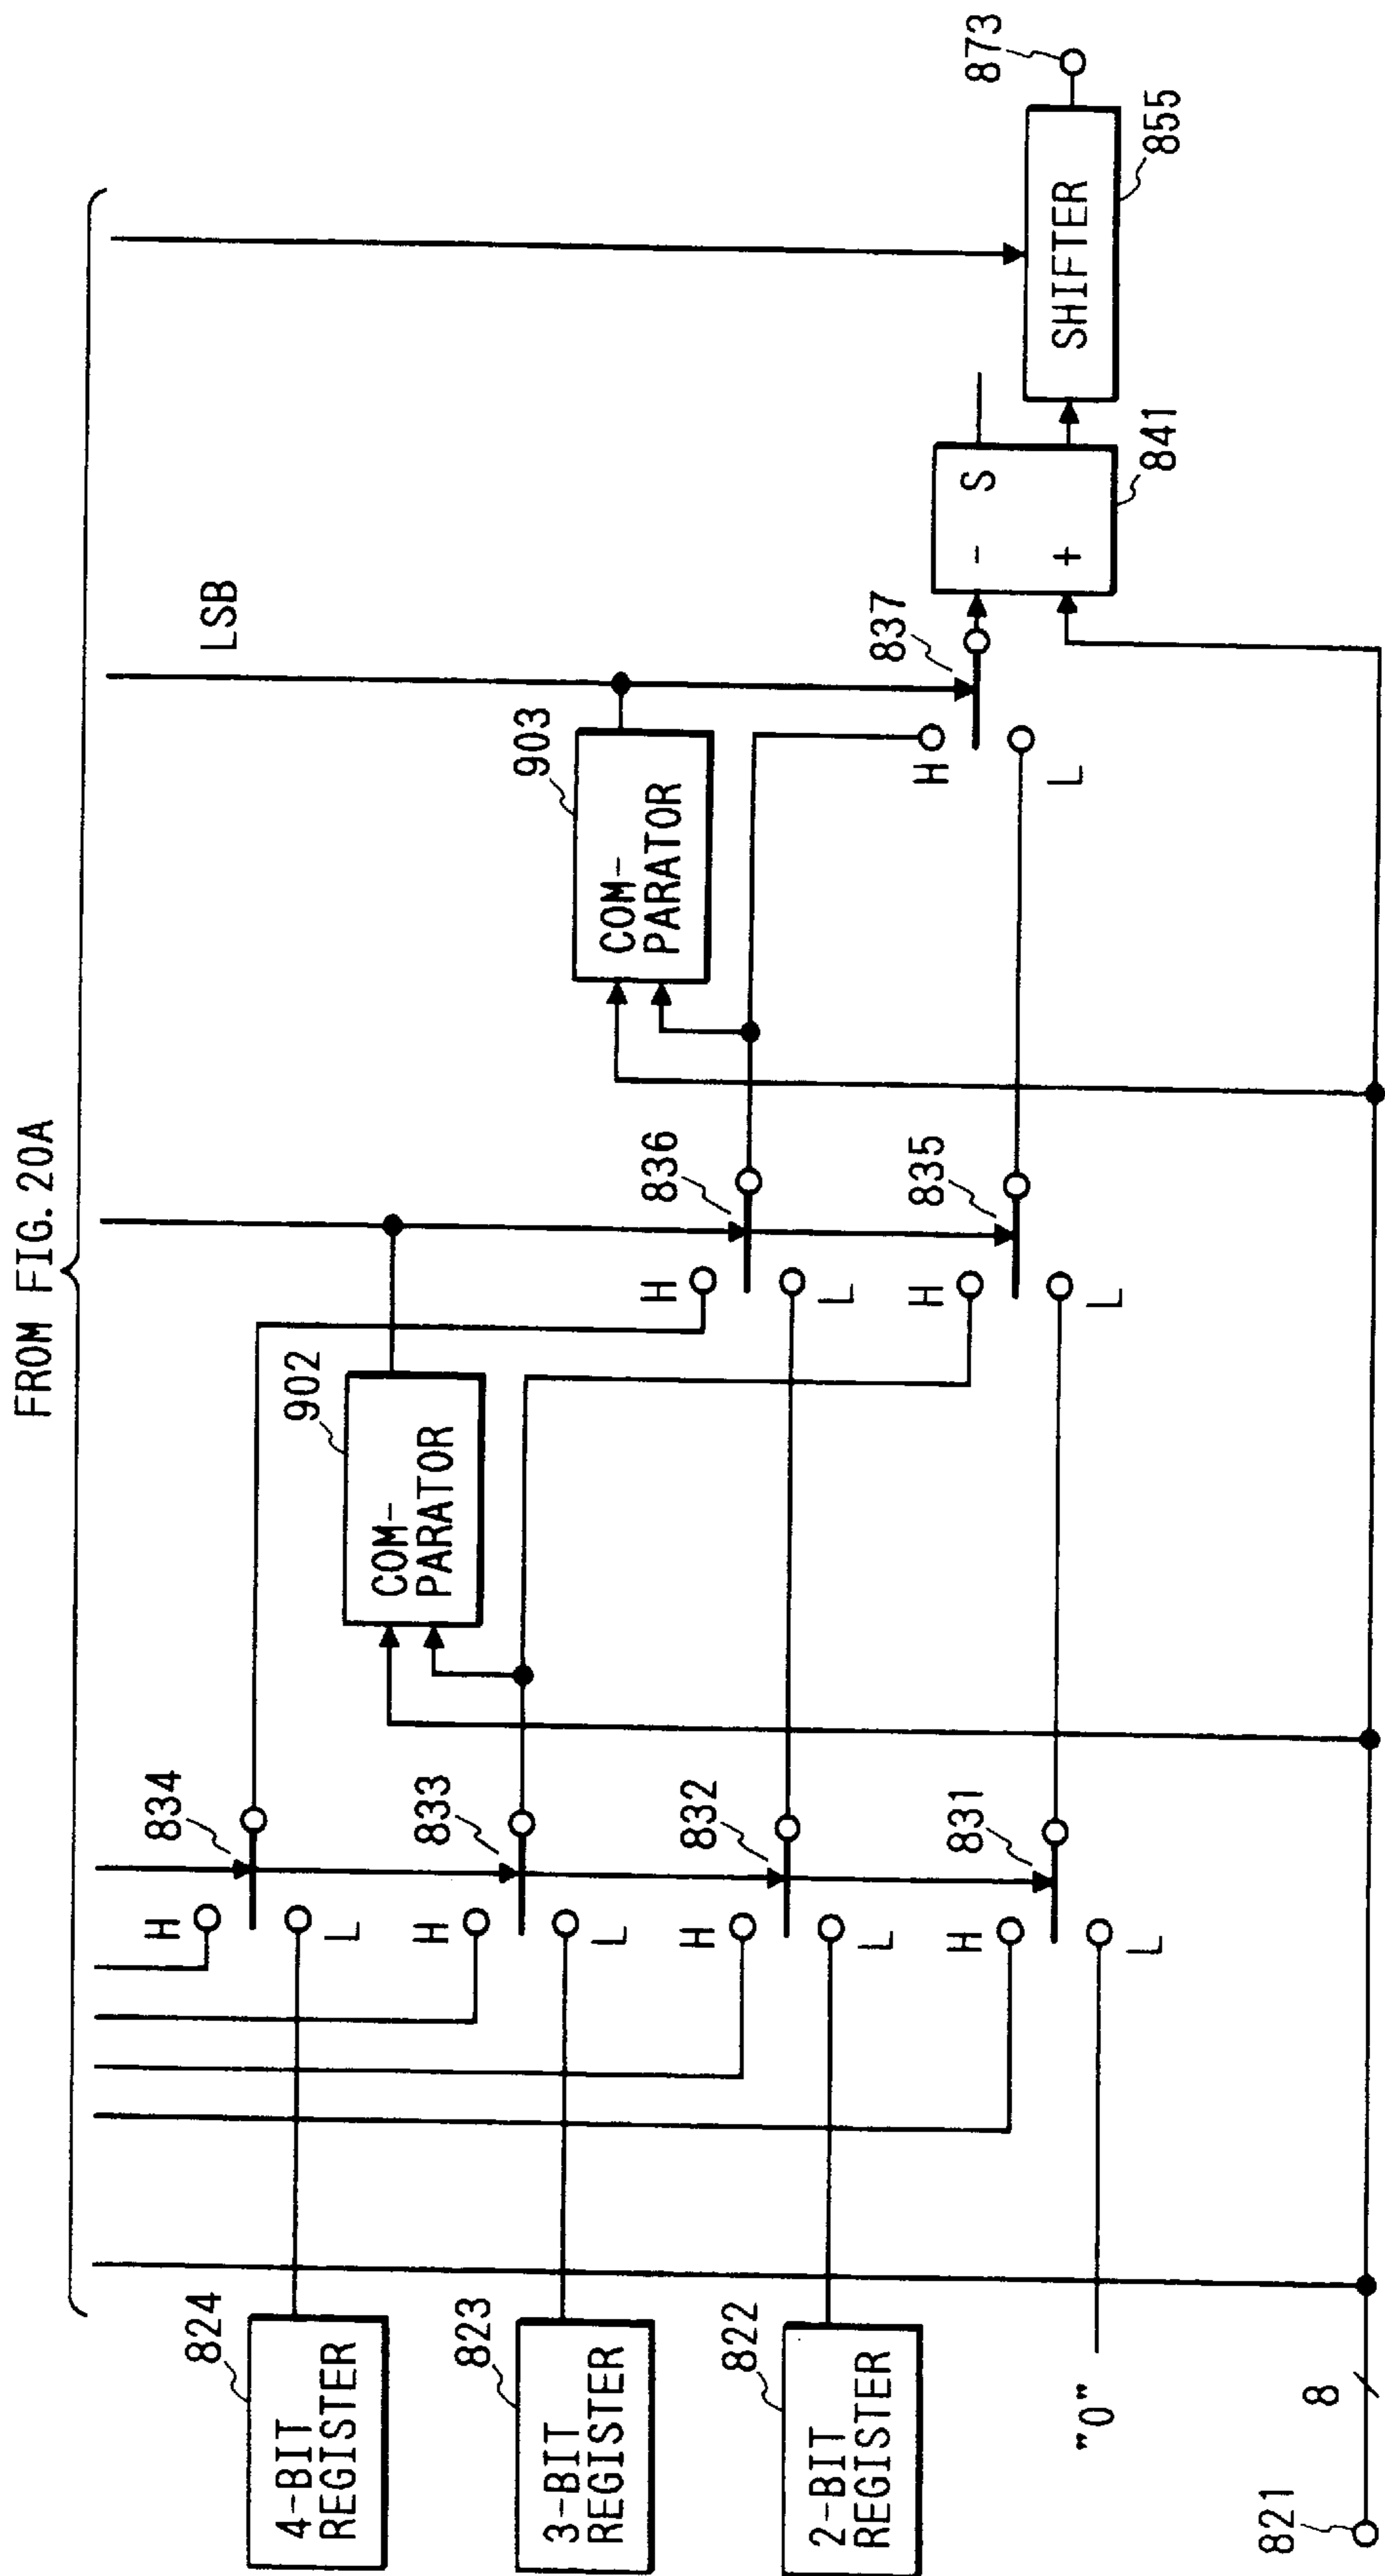 FROM FIG. 20A
824
4-BIT
REGISTER
823
3-BIT
REGISTER
822
2-BIT
REGISTER
"0"
821
8
H
834
L
H
833
L
H
832
L
H
831
L
902
COM-
PARATOR
H
836
L
H
835
L
903
COM-
PARATOR
LSB
H
837
L
-
S
+
841
SHIFTER
855
873